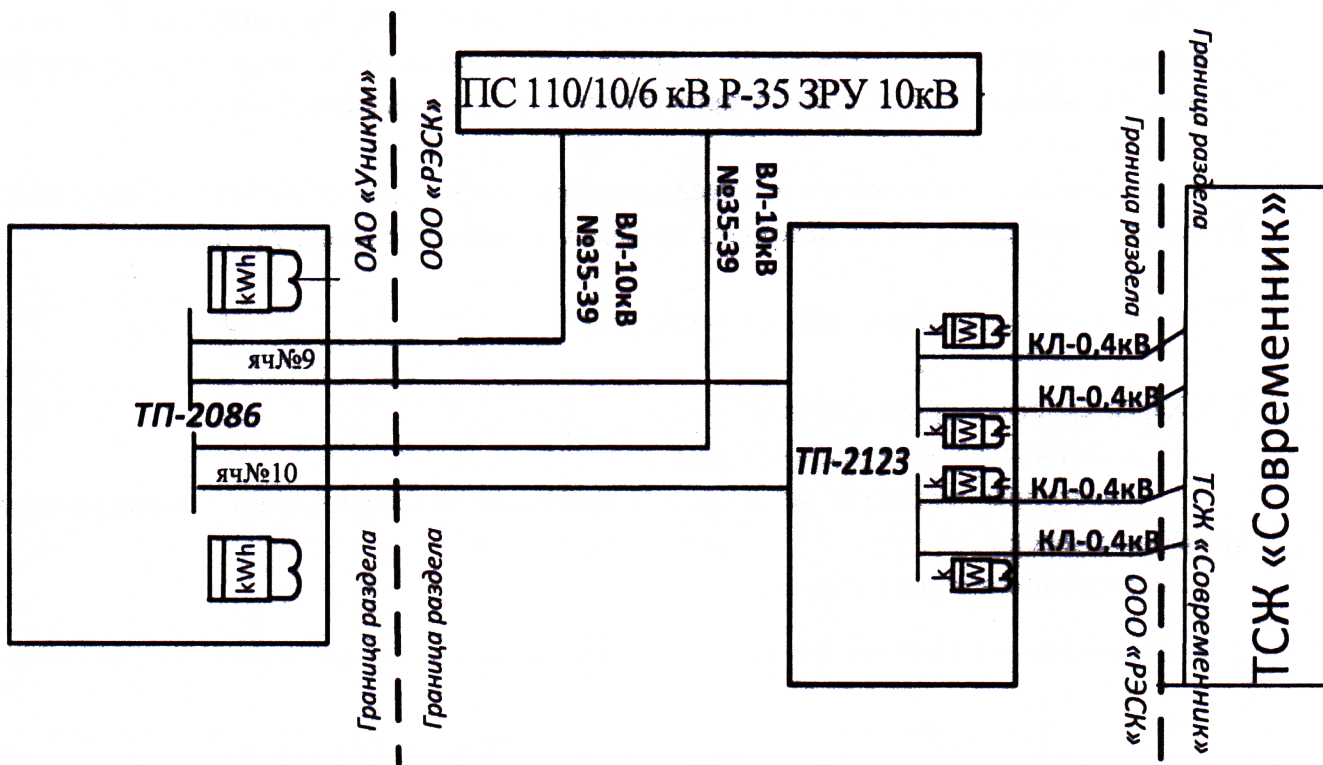 ПС 110/10/6 кВ Р-35 ЗРУ 10кВ
ОАО «Уникум»
ООО «РЭСК»
ВЛ-10кВ
№35-39
ВЛ-10кВ
№35-39
Граница раздела
Граница раздела
kWh
яч№9
ТП-2086
яч№10
kWh
Граница раздела
Граница раздела
ТП-2123
k W
КЛ-0,4кВ
КЛ-0,4кВ
k W
k W
КЛ-0,4кВ
КЛ-0,4кВ
k W
ООО «РЭСК»
ТСЖ «Современник»
ТСЖ «Современник»